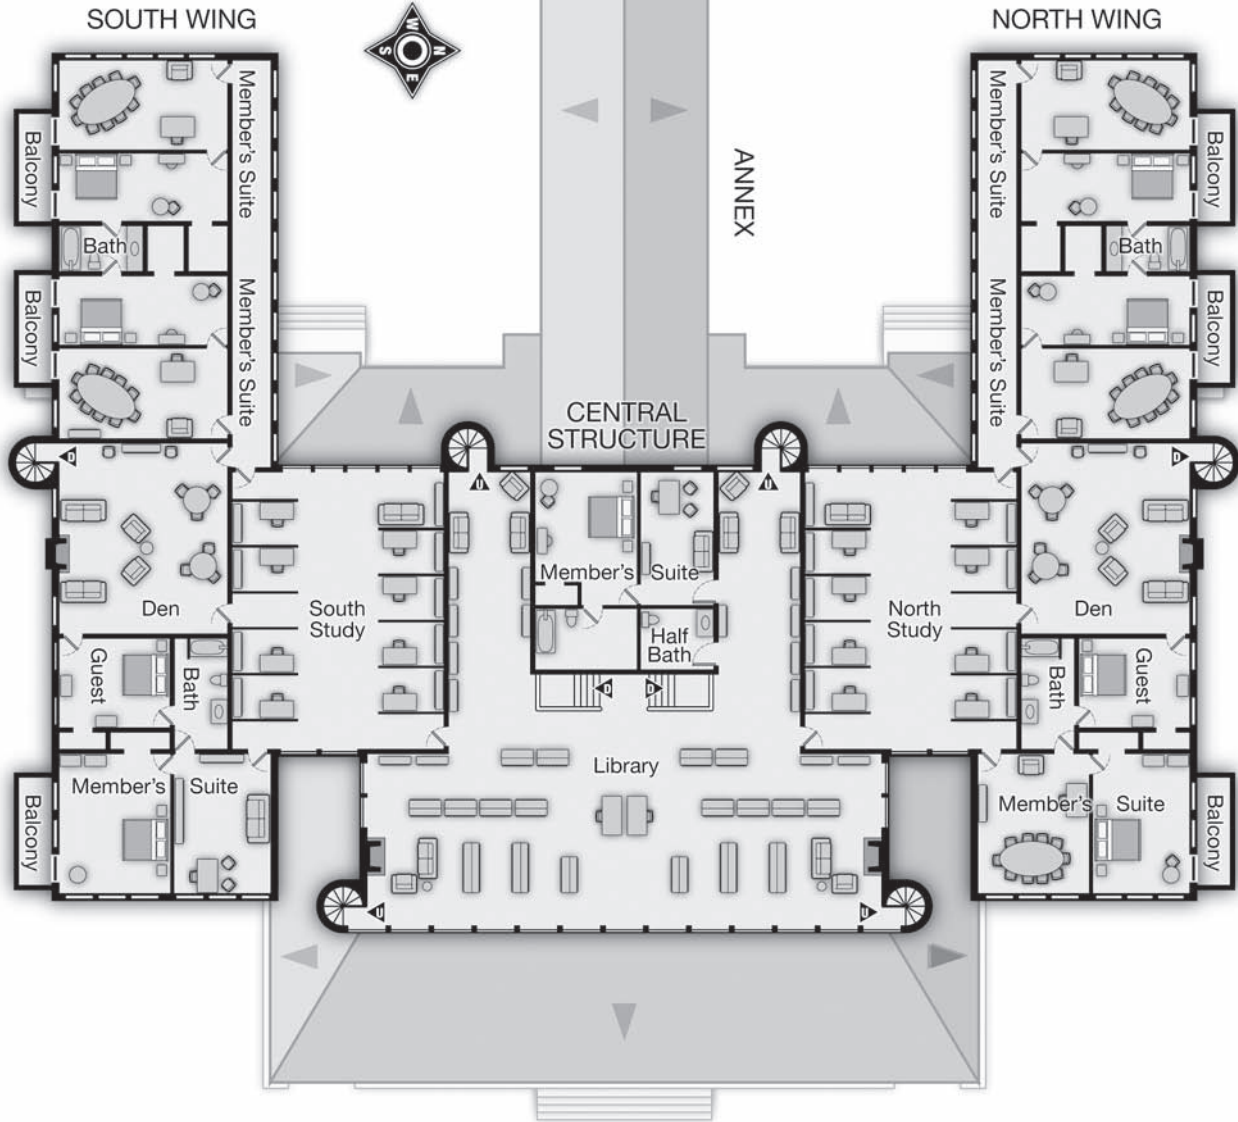 SOUTH WING
NORTH WING
W
S
N
E
Member's Suite
Member's Suite
Balcony
Balcony
ANNEX
Bath
Bath
Member's Suite
Member's Suite
Balcony
Balcony
CENTRAL
STRUCTURE
D
D
U
U
Member's Suite
Den
South
Study
North
Study
Den
Half
Bath
Guest
Bath
Bath
Guest
D
D
Library
Member's Suite
Member's Suite
Balcony
Balcony
U
U